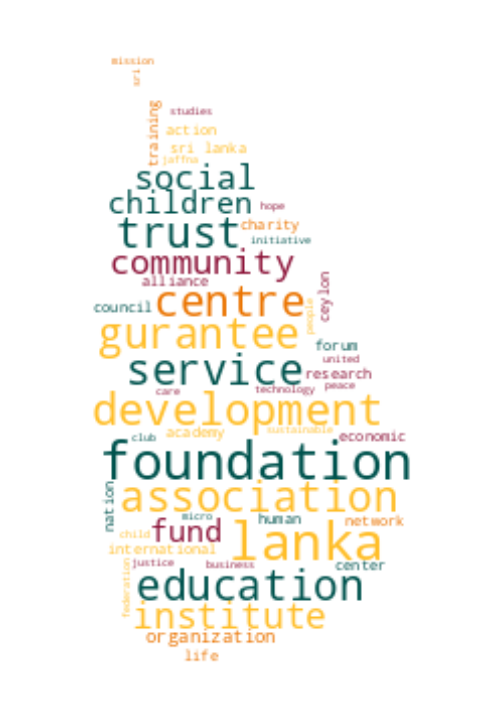 mission
sri
training
studies
action
sri lanka
jaffna
social
children
hope
trust
charity
initiative
community
alliance
ceylon
council
centre
people
gurantee
forum
united
service
research
peace
care
technology
development
club
academy
sustainable
economic
foundation
nation
association
micro
human
network
child
fund
lanka
international
justice
business
center
federation
education
institute
organization
life